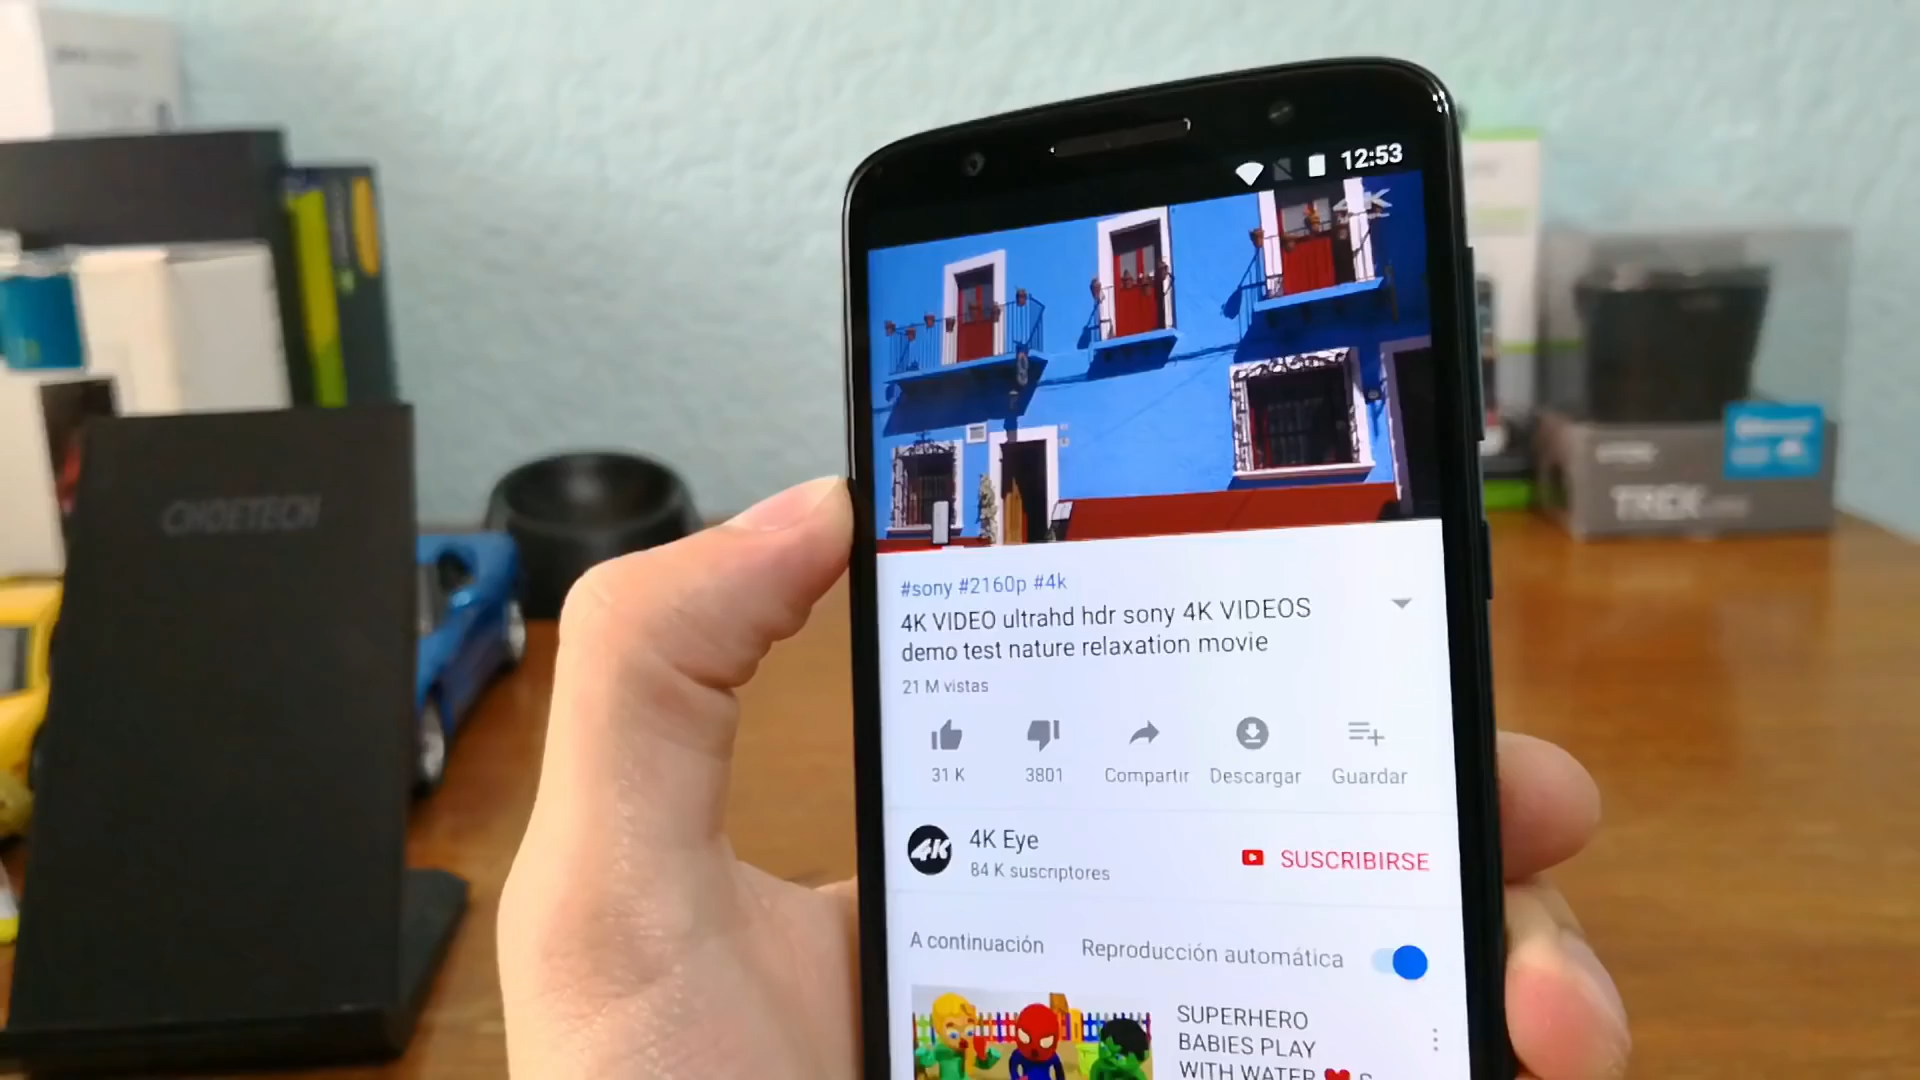 12:53
4K
#sony #2160p #4k
4K VIDEO ultrahd hdr sony 4K VIDEOS
demo test nature relaxation movie
21 M vistas
31 K
3801
Compartir
Descargar
Guardar
4K
4K Eye
84 K suscriptores
SUSCRIBIRSE
A continuación
Reproducción automática
SUPERHERO
BABIES PLAY
WITH WATER
CHOETECH
TREK